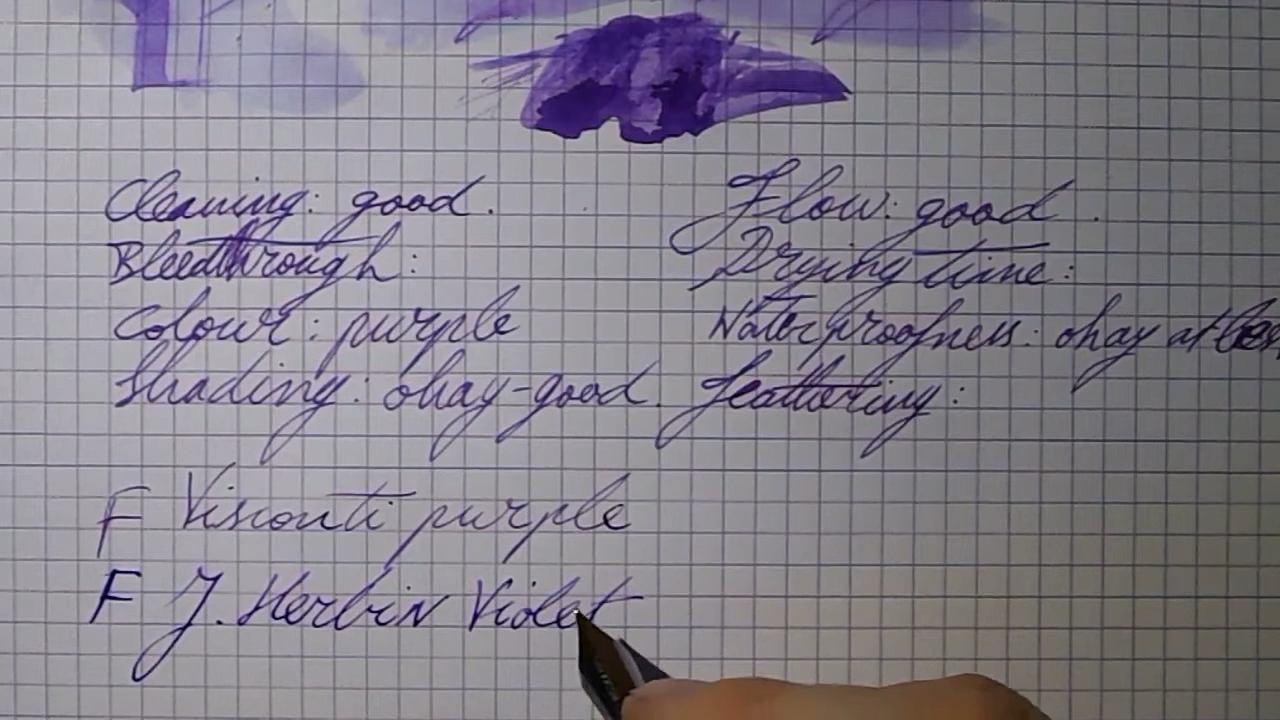 Cleaning: good. Flow: good.
Bleedthrough: Drying time:
Colour: purple Waterproofness: okay at best
Shading: okay-good. Feathering:
F Visconti purple
F J. Herbin Violet